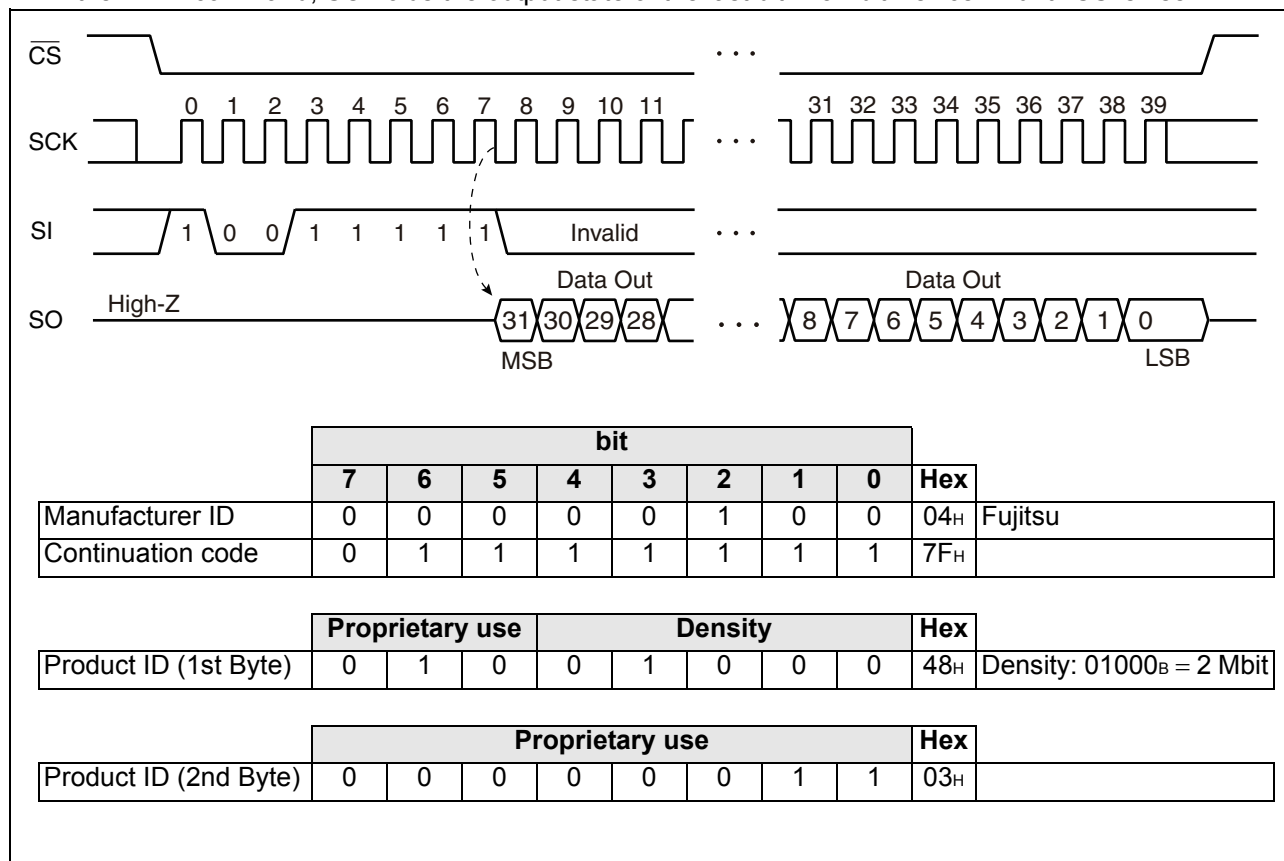 CS
· · ·
0 1 2 3 4 5 6 7 8 9 10 11 31 32 33 34 35 36 37 38 39
SCK · · ·
SI 1 0 0 1 1 1 1 1 Invalid · · ·
Data Out Data Out
High-Z
SO 31 30 29 28 · · · 8 7 6 5 4 3 2 1 0
MSB LSB
bit
7 6 5 4 3 2 1 0 Hex
Manufacturer ID 0 0 0 0 0 1 0 0 04H Fujitsu
Continuation code 0 1 1 1 1 1 1 1 7FH
Proprietary use Density Hex
Product ID (1st Byte) 0 1 0 0 1 0 0 0 48H Density: 01000B = 2 Mbit
Proprietary use Hex
Product ID (2nd Byte) 0 0 0 0 0 0 1 1 03H